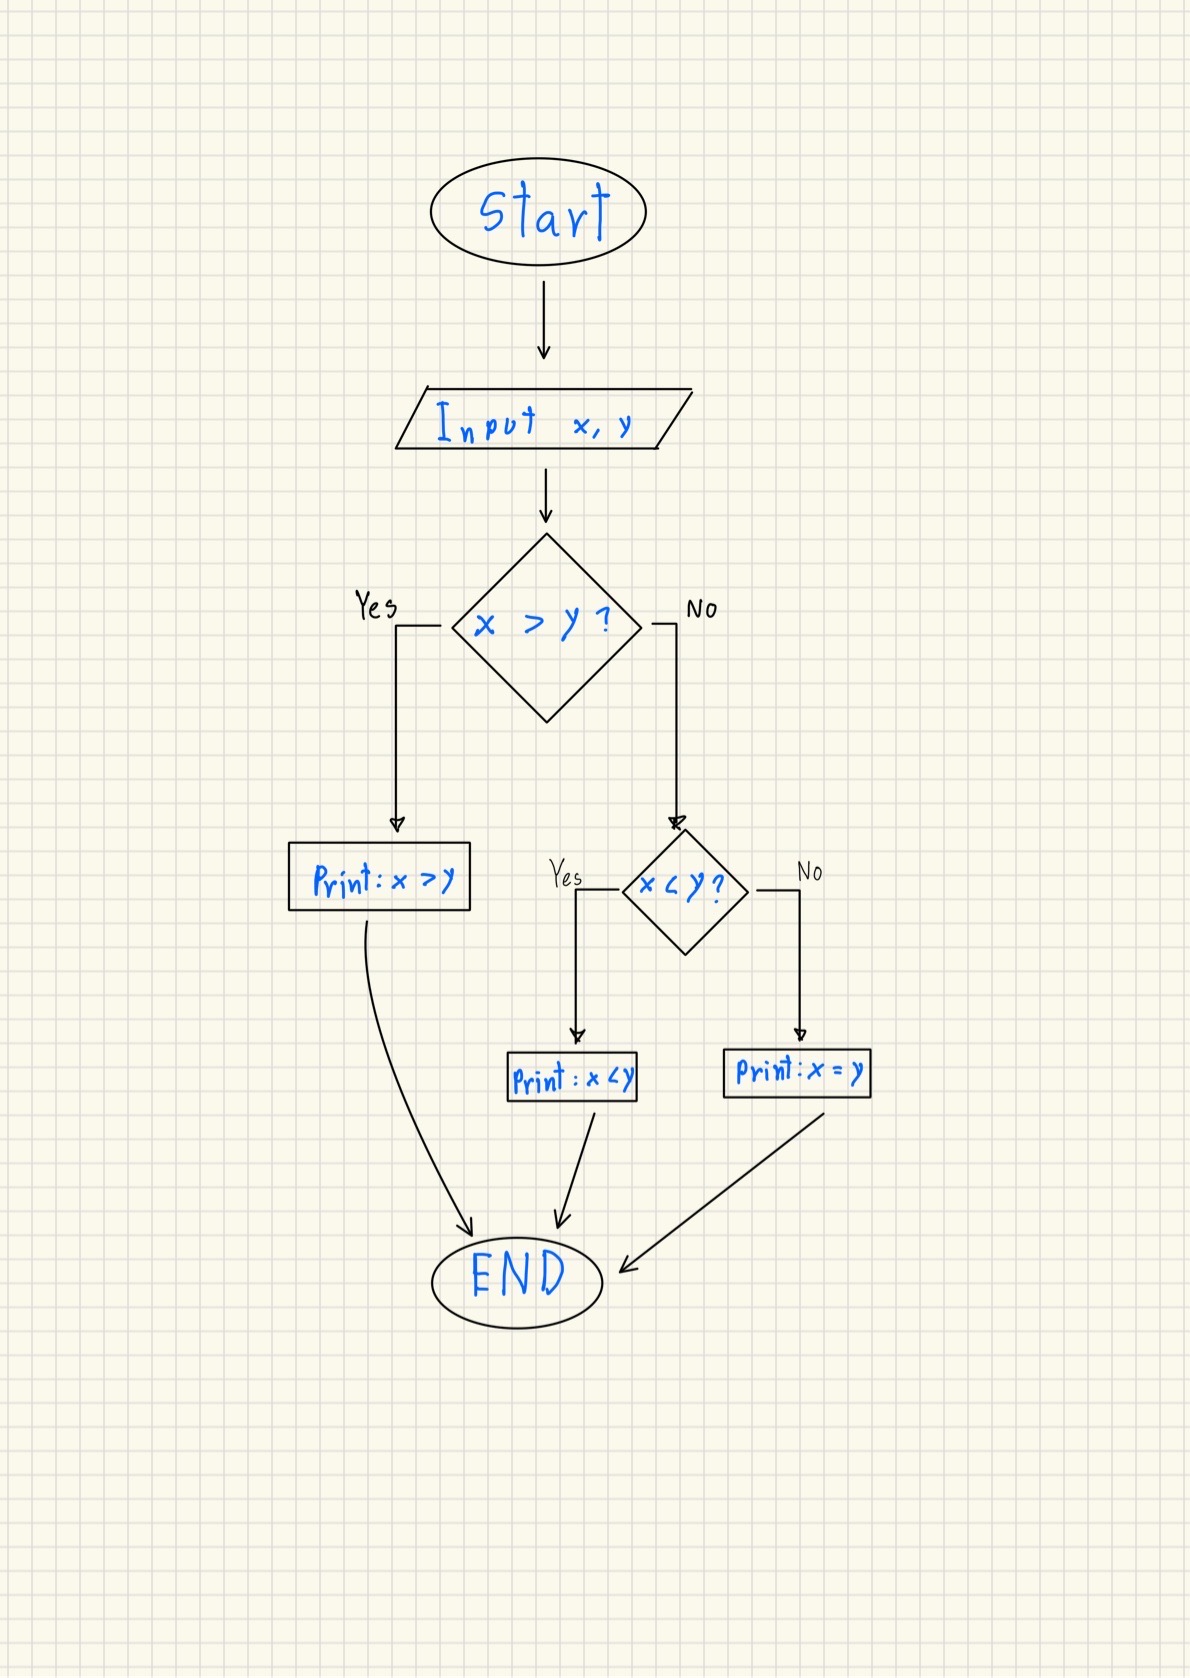 Start
Input x, y
x > y ?
Yes
No
Print: x > y
x < y?
Yes
No
Print: x < y
Print: x = y
END